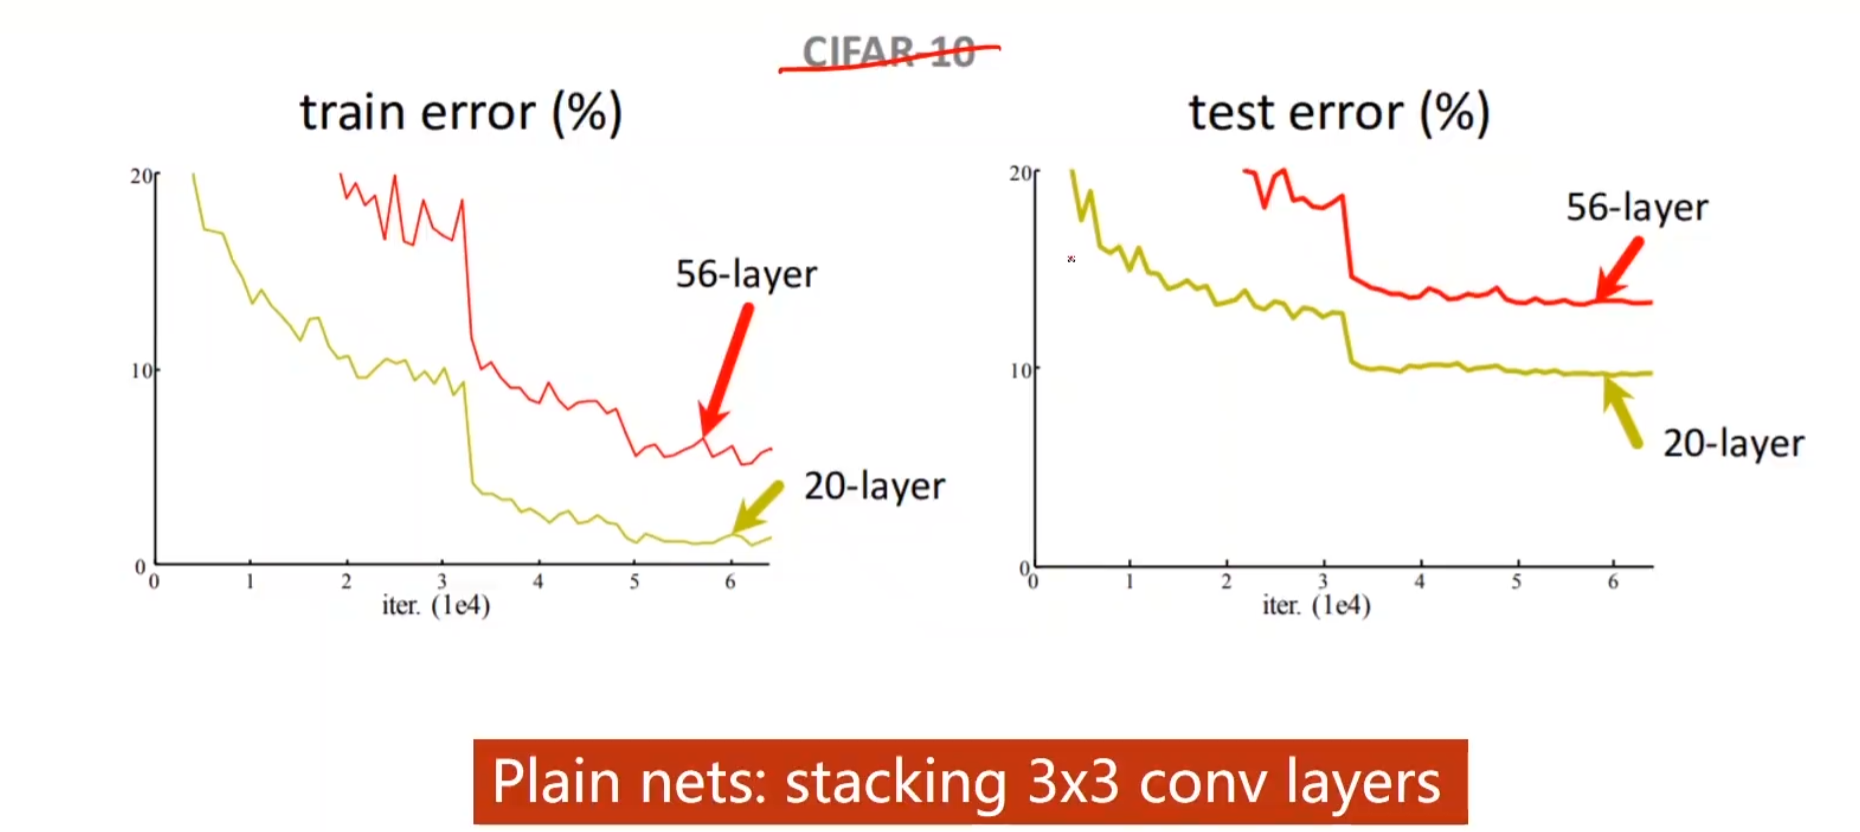 CIFAR-10
train error (%)
20
10
0
0 1 2 3 4 5 6
iter. (1e4)
56-layer
20-layer
test error (%)
20
10
0
0 1 2 3 4 5 6
iter. (1e4)
56-layer
20-layer
Plain nets: stacking 3x3 conv layers